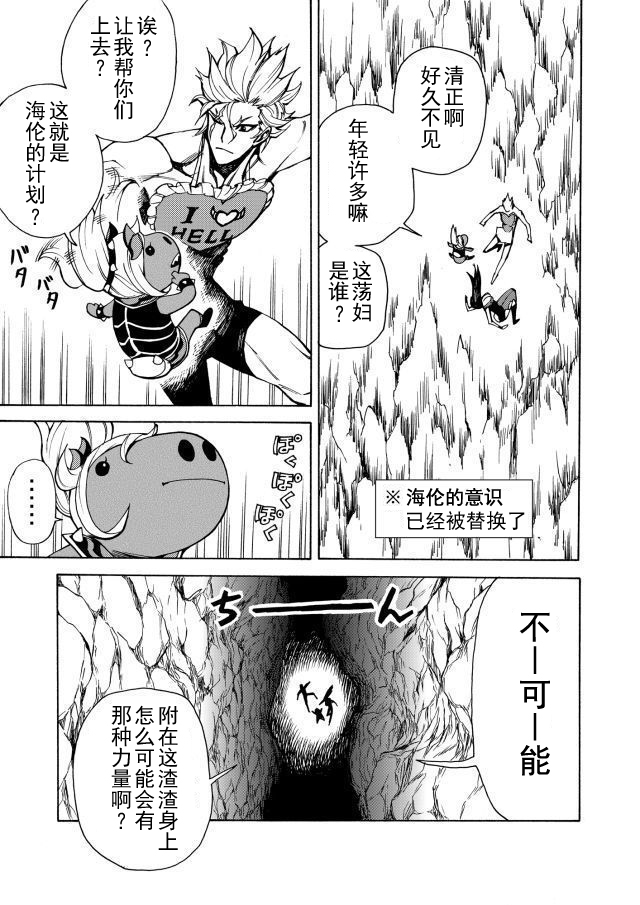 清正啊
好久不见
年轻许多嘛
这荡妇
是谁？
※海伦的意识
已经被替换了
诶？
让我帮你们
上去？
这就是
海伦的计划？
I
HELL
バタ
バタ
……
ぽく
ぽく
ぽく
不－可－能
ちーーん
附在这渣渣身上
怎么可能会有
那种力量啊？